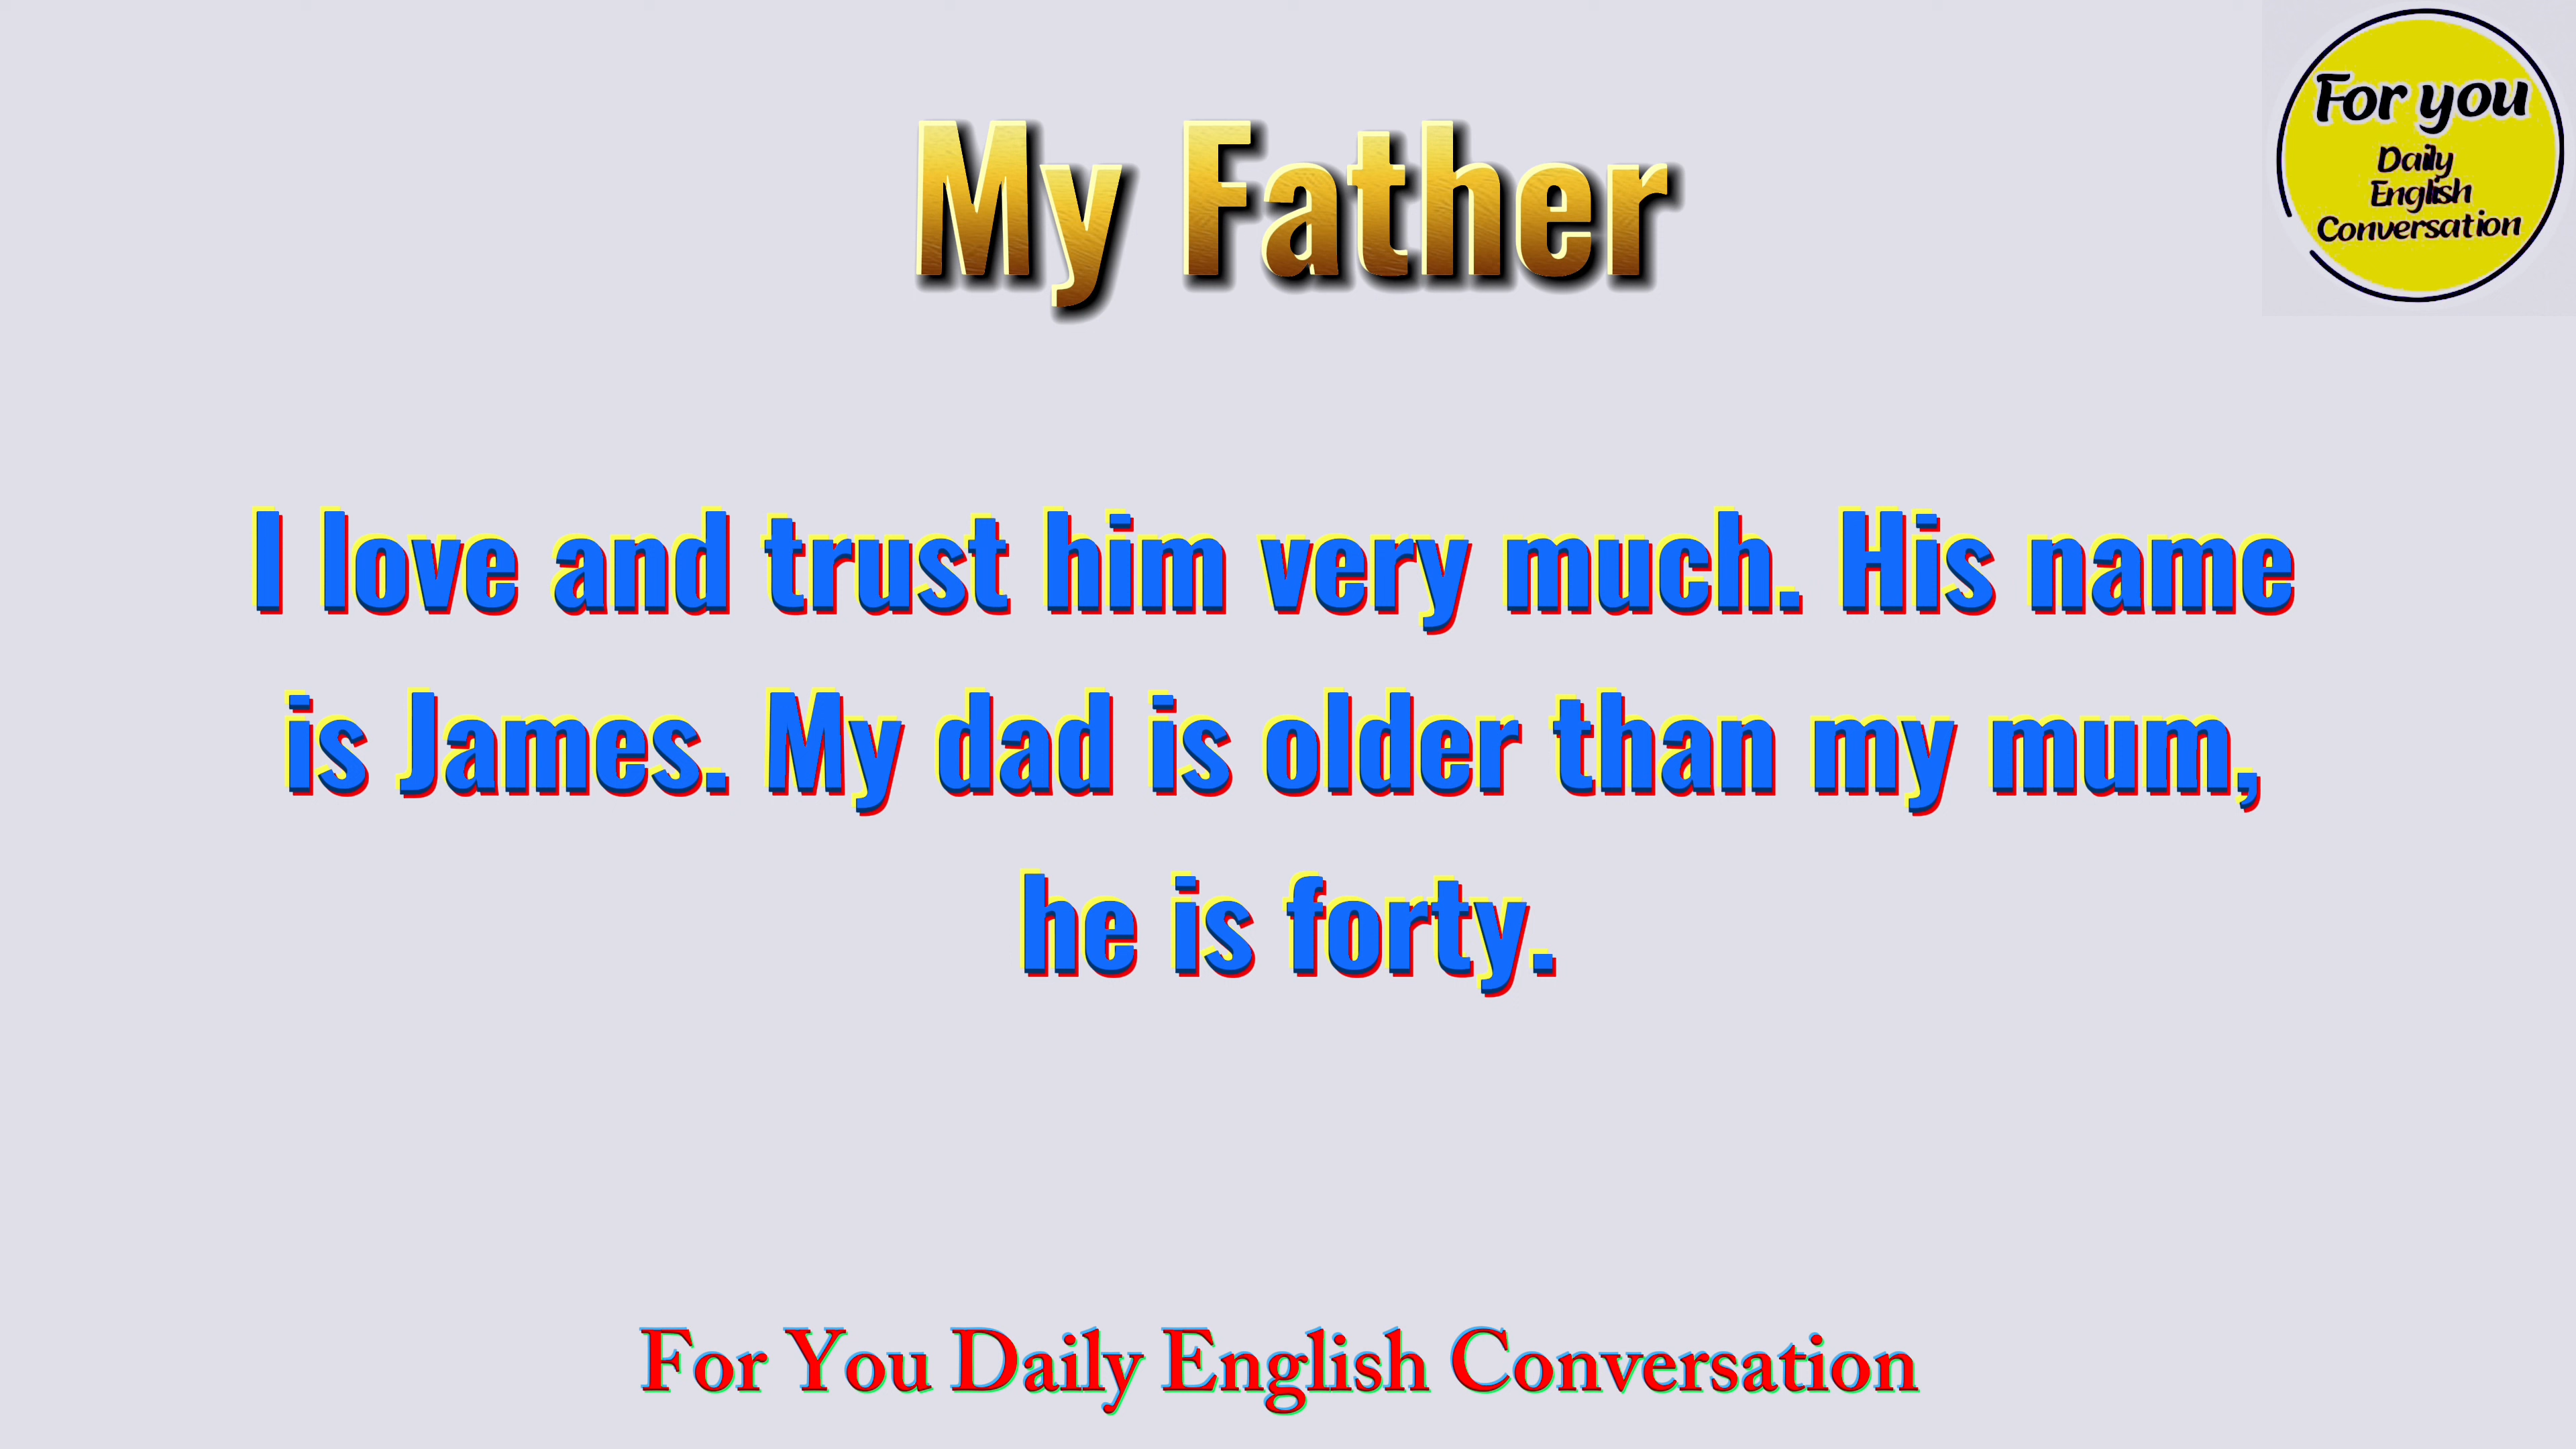 My Father
For you
Daily
English
Conversation
I love and trust him very much. His name
is James. My dad is older than my mum,
he is forty.
For You Daily English Conversation